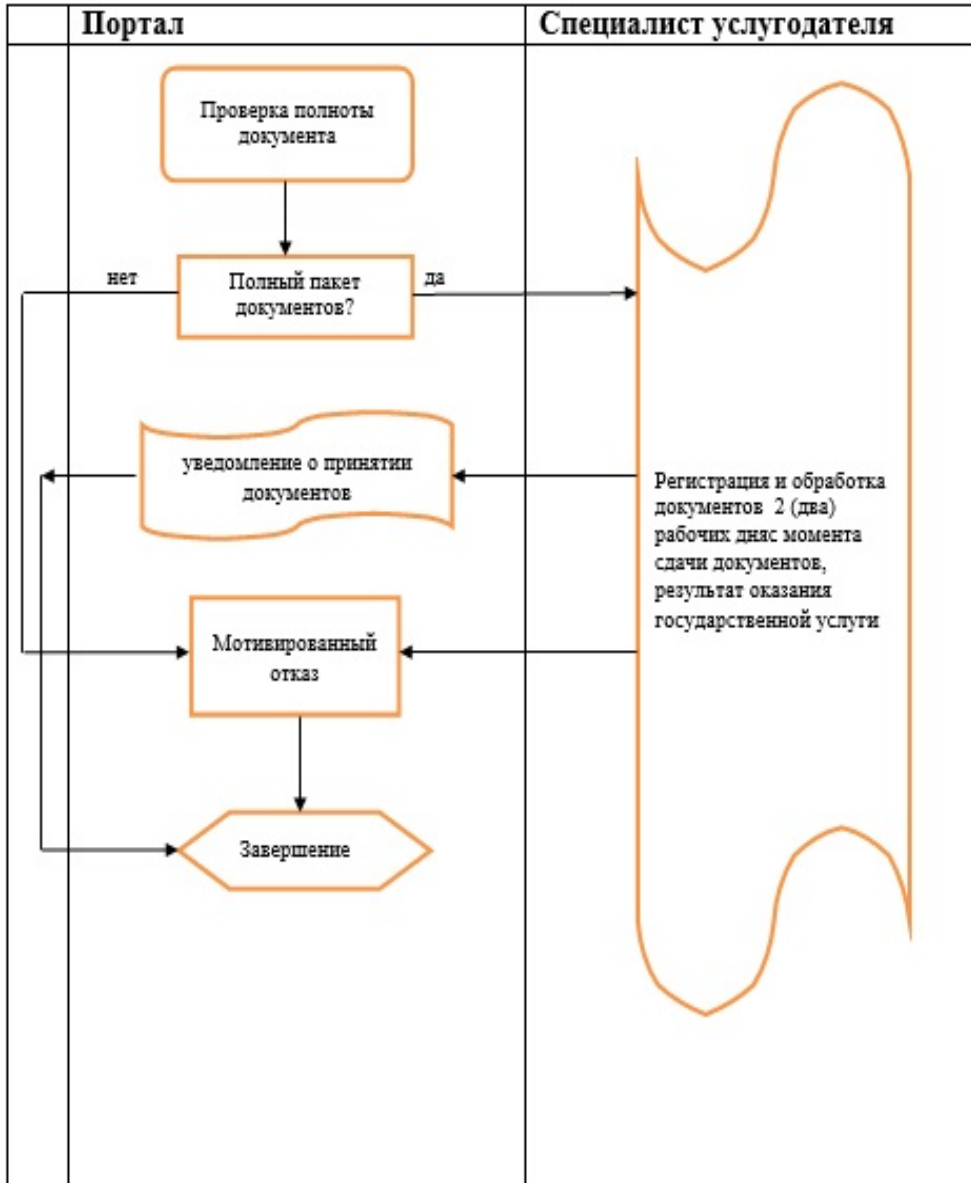 Портал
Специалист услугодателя
Проверка полноты
документа
нет
Полный пакет
документов?
да
уведомление о принятии
документов
Регистрация и обработка
документов 2 (два)
рабочих дняс момента
сдачи документов,
результат оказания
государственной услуги
Мотивированный
отказ
Завершение